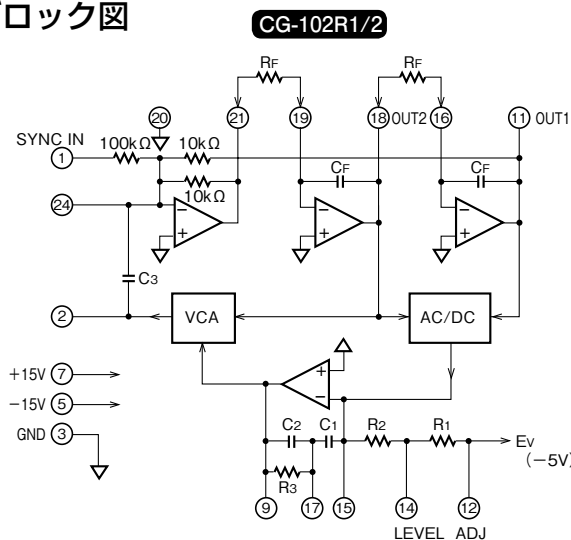 ブロック図
CG-102R1/2
RF
RF
20
21
19
18 OUT2
16
11 OUT1
SYNC IN
100kΩ
10kΩ
1
CF
CF
10kΩ
24
−
+
−
+
−
+
C3
2
VCA
AC/DC
+15V 7
+
−
−15V 5
C2
C1
R2
R1
GND 3
EV
(−5V)
R3
9
17
15
14
12
LEVEL ADJ